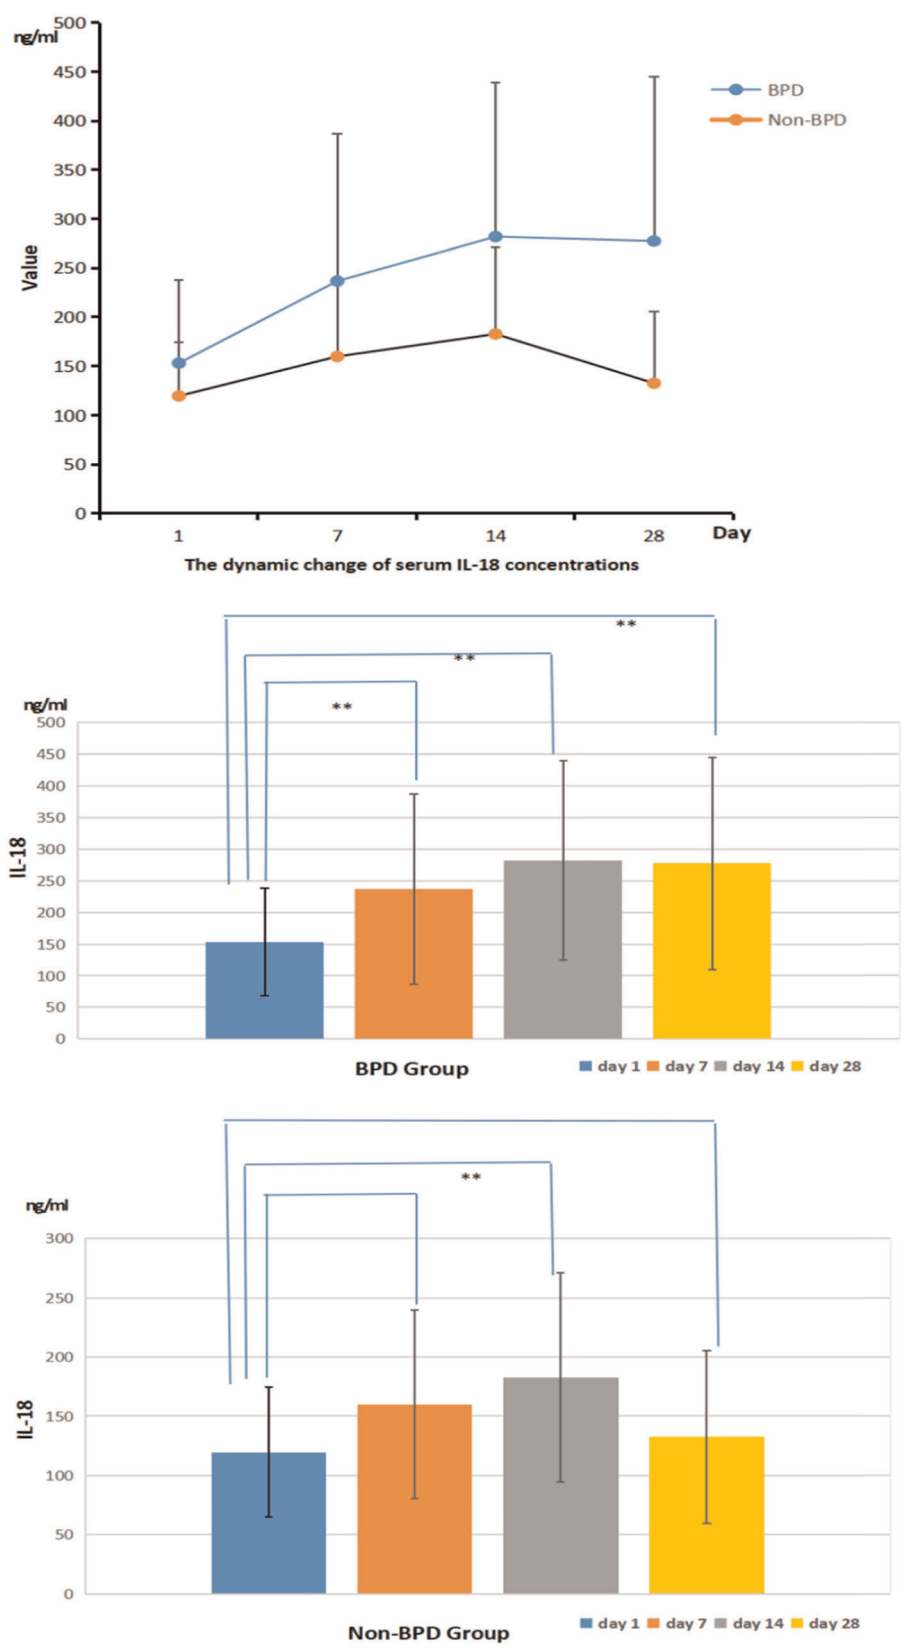 500
ng/ml
450
BPD
400
Non-BPD
350
300
Value
250
200
150
100
50
0
1 7 14 28 Day
The dynamic change of serum IL-18 concentrations
**
**
**
ng/ml
500
450
400
350
IL-18
300
250
200
150
100
50
0
BPD Group
day 1 day 7 day 14 day 28
**
ng/ml
300
250
200
IL-18
150
100
50
0
Non-BPD Group
day 1 day 7 day 14 day 28